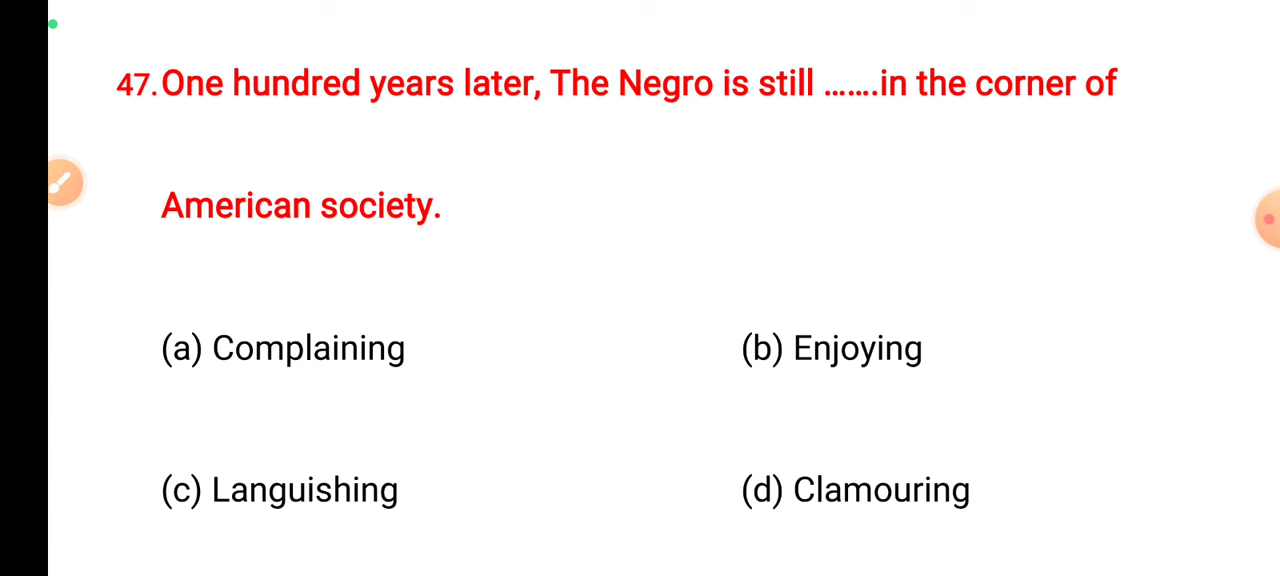 47. One hundred years later, The Negro is still .......in the corner of
American society.
(a) Complaining (b) Enjoying
(c) Languishing (d) Clamouring